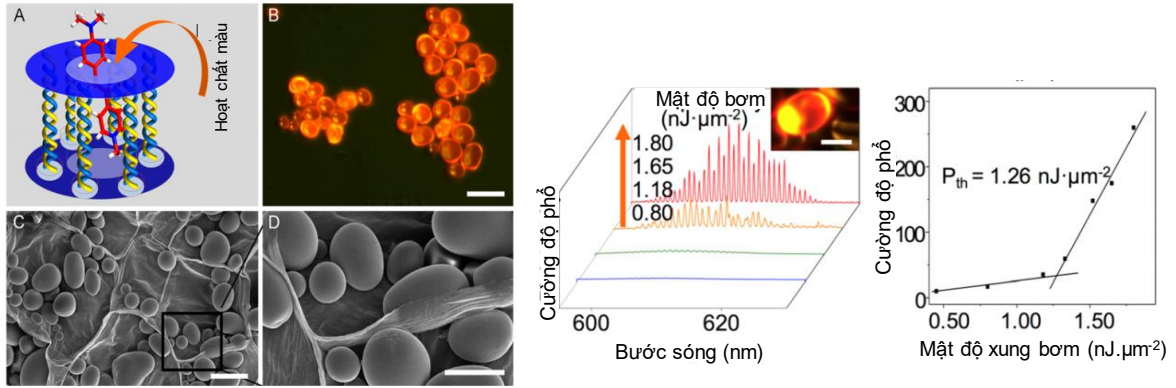 A
Hoạt chất màu
B
C
D
Mật độ bơm
(nJ·µm⁻²)
1.80
1.65
1.18
0.80
Cường độ phổ
600
620
Bước sóng (nm)
300
200
100
0
Pth = 1.26 nJ·µm⁻²
Cường độ phổ
0.50
1.00
1.50
Mật độ xung bơm (nJ.µm⁻²)